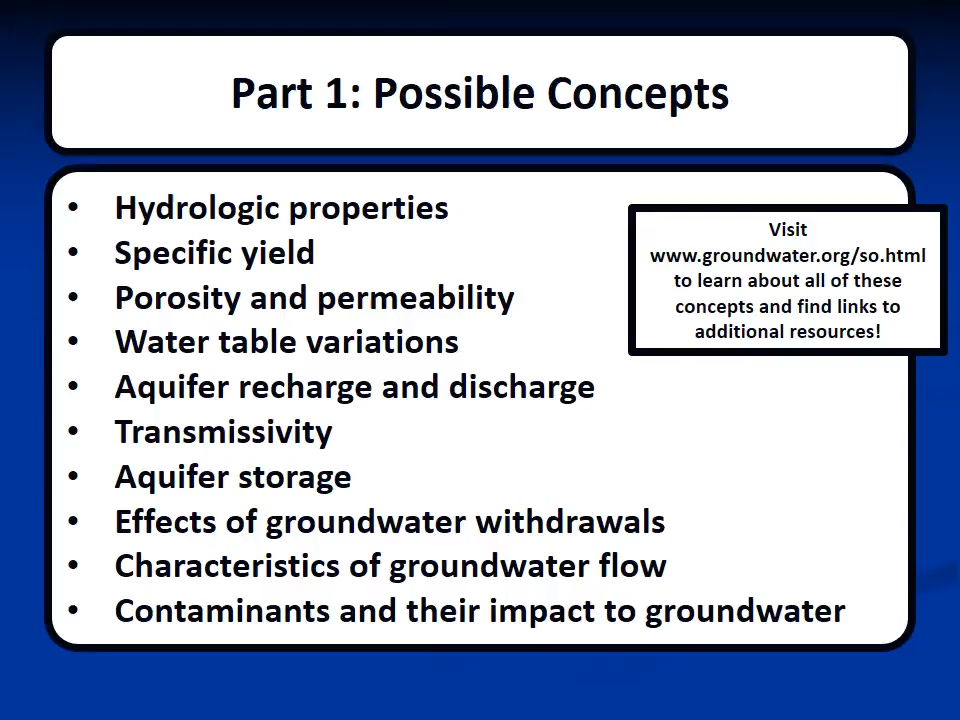 Part 1: Possible Concepts
• Hydrologic properties
• Specific yield
• Porosity and permeability
• Water table variations
• Aquifer recharge and discharge
• Transmissivity
• Aquifer storage
• Effects of groundwater withdrawals
• Characteristics of groundwater flow
• Contaminants and their impact to groundwater
Visit
www.groundwater.org/so.html
to learn about all of these
concepts and find links to
additional resources!